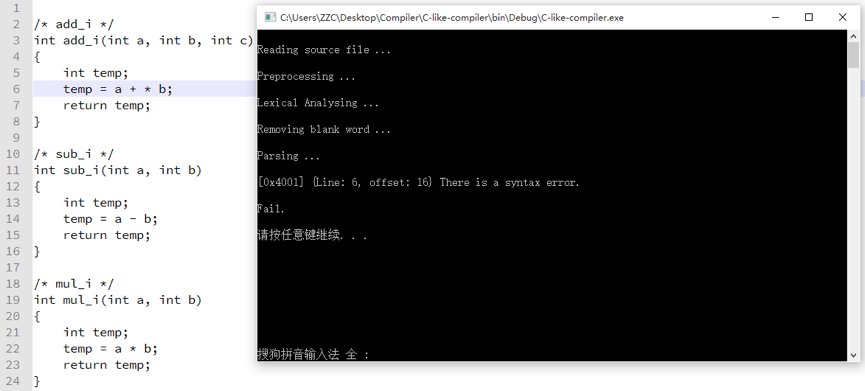 1
2 /* add_i */
3 int add_i(int a, int b, int c)
4 {
5     int temp;
6     temp = a + * b;
7     return temp;
8 }
9
10 /* sub_i */
11 int sub_i(int a, int b)
12 {
13     int temp;
14     temp = a - b;
15     return temp;
16 }
17
18 /* mul_i */
19 int mul_i(int a, int b)
20 {
21     int temp;
22     temp = a * b;
23     return temp;
24 }
C:\Users\ZZC\Desktop\Compiler\C-like-compiler\bin\Debug\C-like-compiler.exe
Reading source file ...
Preprocessing ...
Lexical Analysing ...
Removing blank word ...
Parsing ...
[0x4001] (Line: 6, offset: 16) There is a syntax error.
Fail.
请按任意键继续. . .
搜狗拼音输入法 全 :